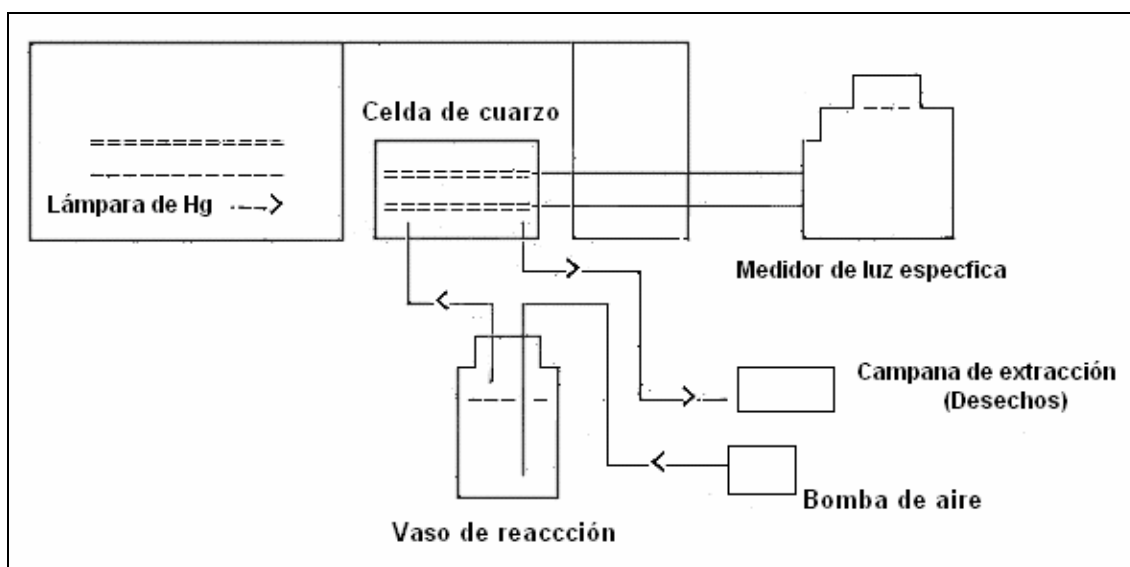 Celda de cuarzo
Lámpara de Hg
Medidor de luz especfica
Campana de extracción
(Desechos)
Bomba de aire
Vaso de reaccción